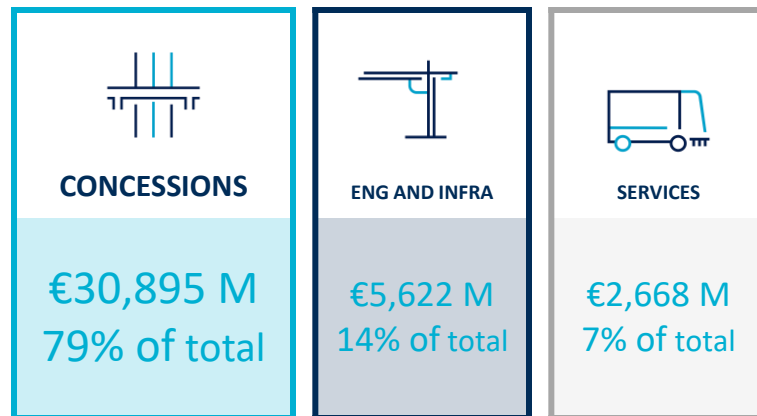 CONCESSIONS
€30,895 M
79% of total
ENG AND INFRA
€5,622 M
14% of total
SERVICES
€2,668 M
7% of total